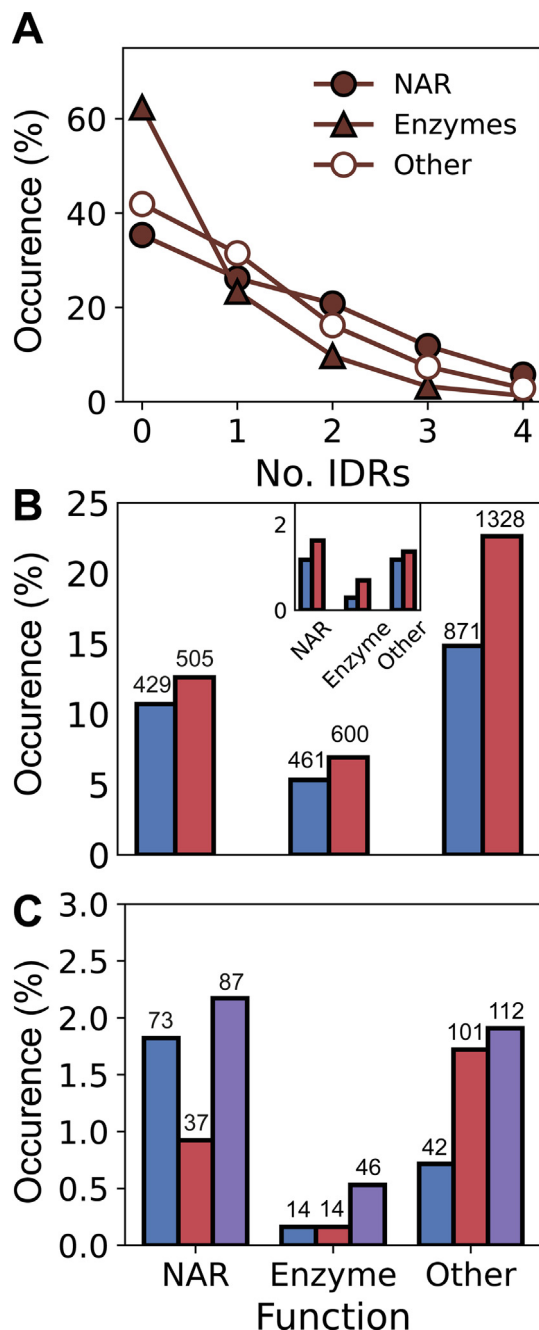 A
Occurence (%)
60
40
20
0
NAR
Enzymes
Other
0 1 2 3 4
No. IDRs
B
Occurence (%)
25
20
15
10
5
0
429
505
461
600
871
1328
2
0
NAR
Enzyme
Other
C
Occurence (%)
3.0
2.5
2.0
1.5
1.0
0.5
0.0
73
37
87
14
14
46
42
101
112
NAR Enzyme Other
Function